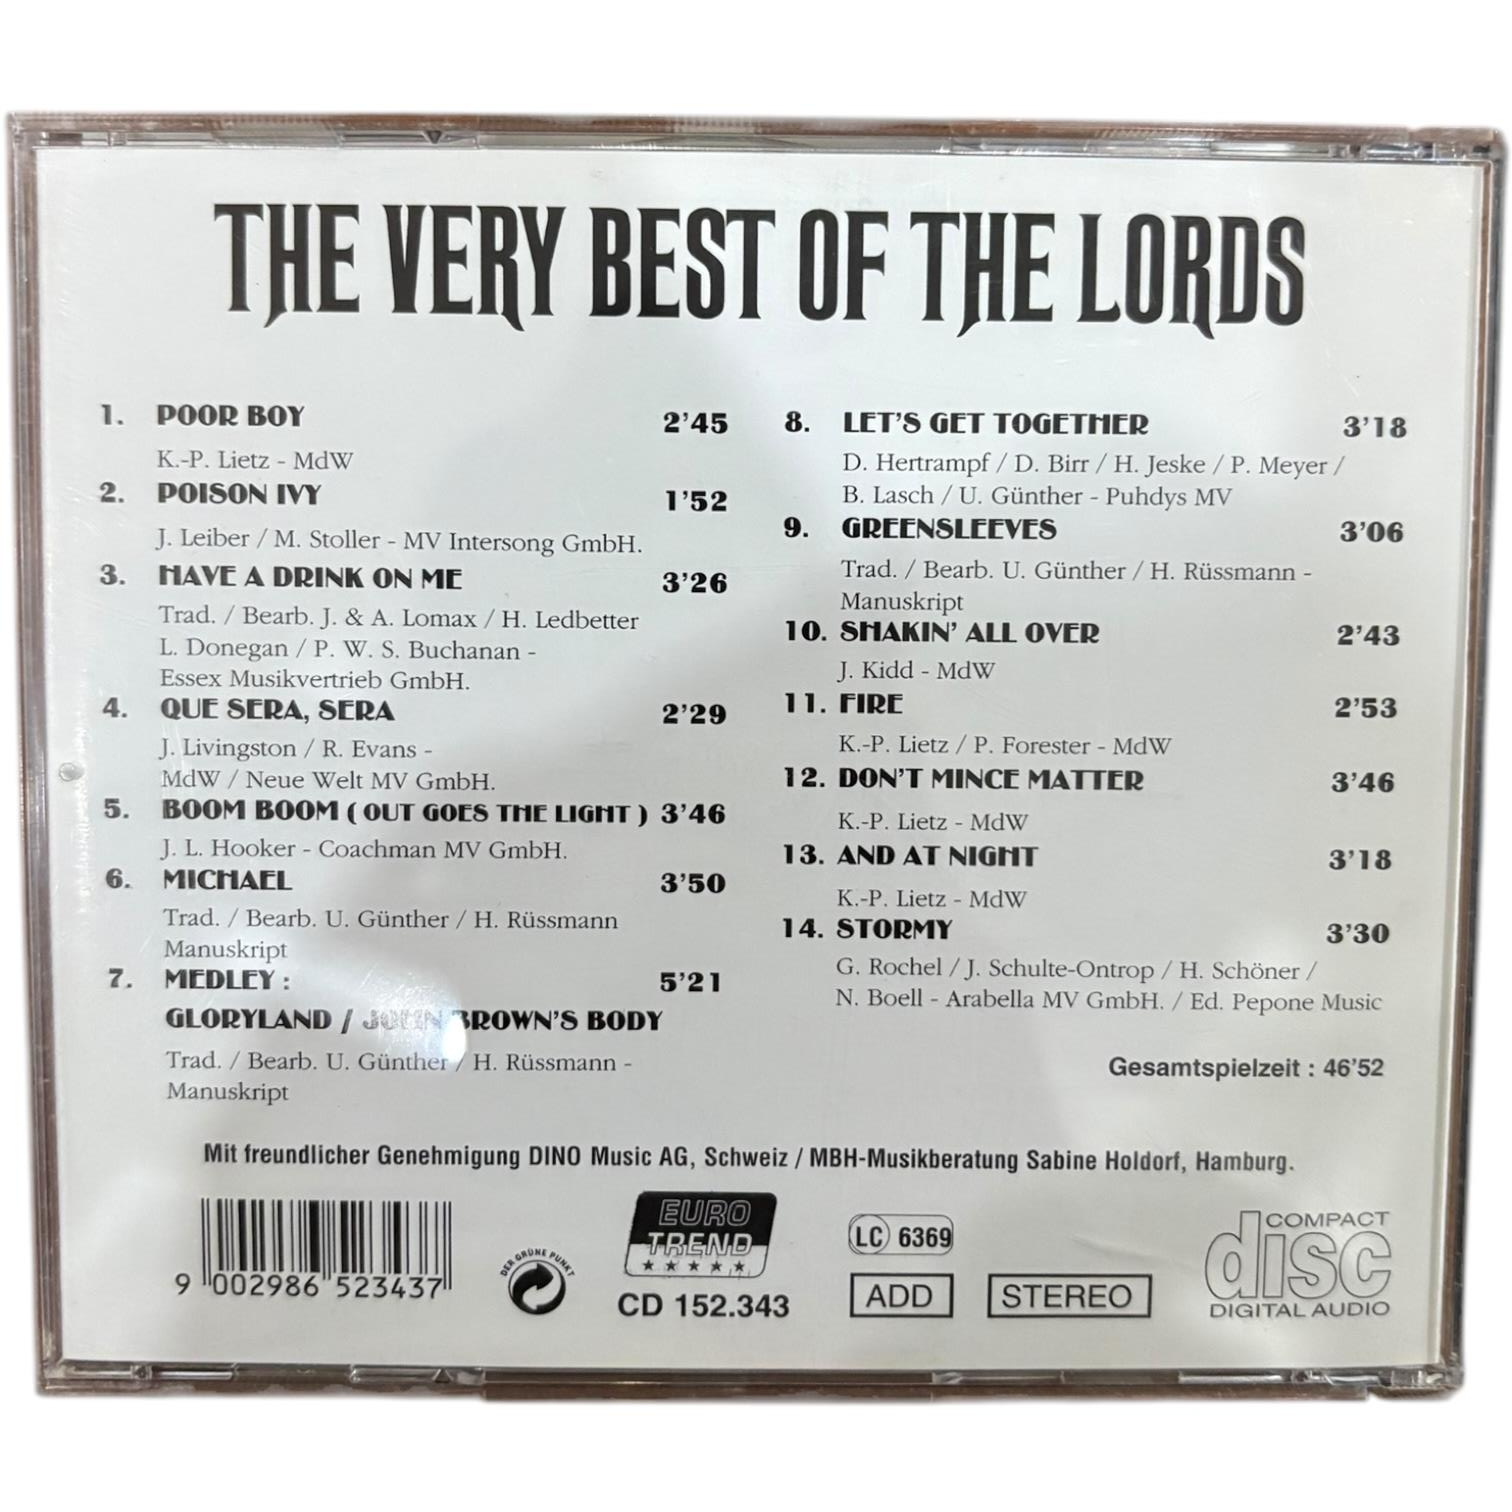 THE VERY BEST OF THE LORDS
1. POOR BOY 2'45
K.-P. Lietz - MdW
2. POISON IVY 1'52
J. Leiber / M. Stoller - MV Intersong GmbH.
3. HAVE A DRINK ON ME 3'26
Trad. / Bearb. J. & A. Lomax / H. Ledbetter
L. Donegan / P. W. S. Buchanan -
Essex Musikvertrieb GmbH.
4. QUE SERA, SERA 2'29
J. Livingston / R. Evans -
MdW / Neue Welt MV GmbH.
5. BOOM BOOM ( OUT GOES THE LIGHT ) 3'46
J. L. Hooker - Coachman MV GmbH.
6. MICHAEL 3'50
Trad. / Bearb. U. Günther / H. Rüssmann
Manuskript
7. MEDLEY : 5'21
GLORYLAND / JOHN BROWN'S BODY
Trad. / Bearb. U. Günther / H. Rüssmann -
Manuskript
8. LET'S GET TOGETHER 3'18
D. Hertrampf / D. Birr / H. Jeske / P. Meyer /
B. Lasch / U. Günther - Puhdys MV
9. GREENSLEEVES 3'06
Trad. / Bearb. U. Günther / H. Rüssmann -
Manuskript
10. SHAKIN' ALL OVER 2'43
J. Kidd - MdW
11. FIRE 2'53
K.-P. Lietz / P. Forester - MdW
12. DON'T MINCE MATTER 3'46
K.-P. Lietz - MdW
13. AND AT NIGHT 3'18
K.-P. Lietz - MdW
14. STORMY 3'30
G. Rochel / J. Schulte-Ontrop / H. Schöner /
N. Boell - Arabella MV GmbH. / Ed. Pepone Music
Gesamtspielzeit : 46'52
Mit freundlicher Genehmigung DINO Music AG, Schweiz / MBH-Musikberatung Sabine Holdorf, Hamburg.
9 002986 523437
DER GRÜNE PUNKT
EURO
TREND
CD 152.343
LC 6369
ADD
STEREO
COMPACT
disc
DIGITAL AUDIO